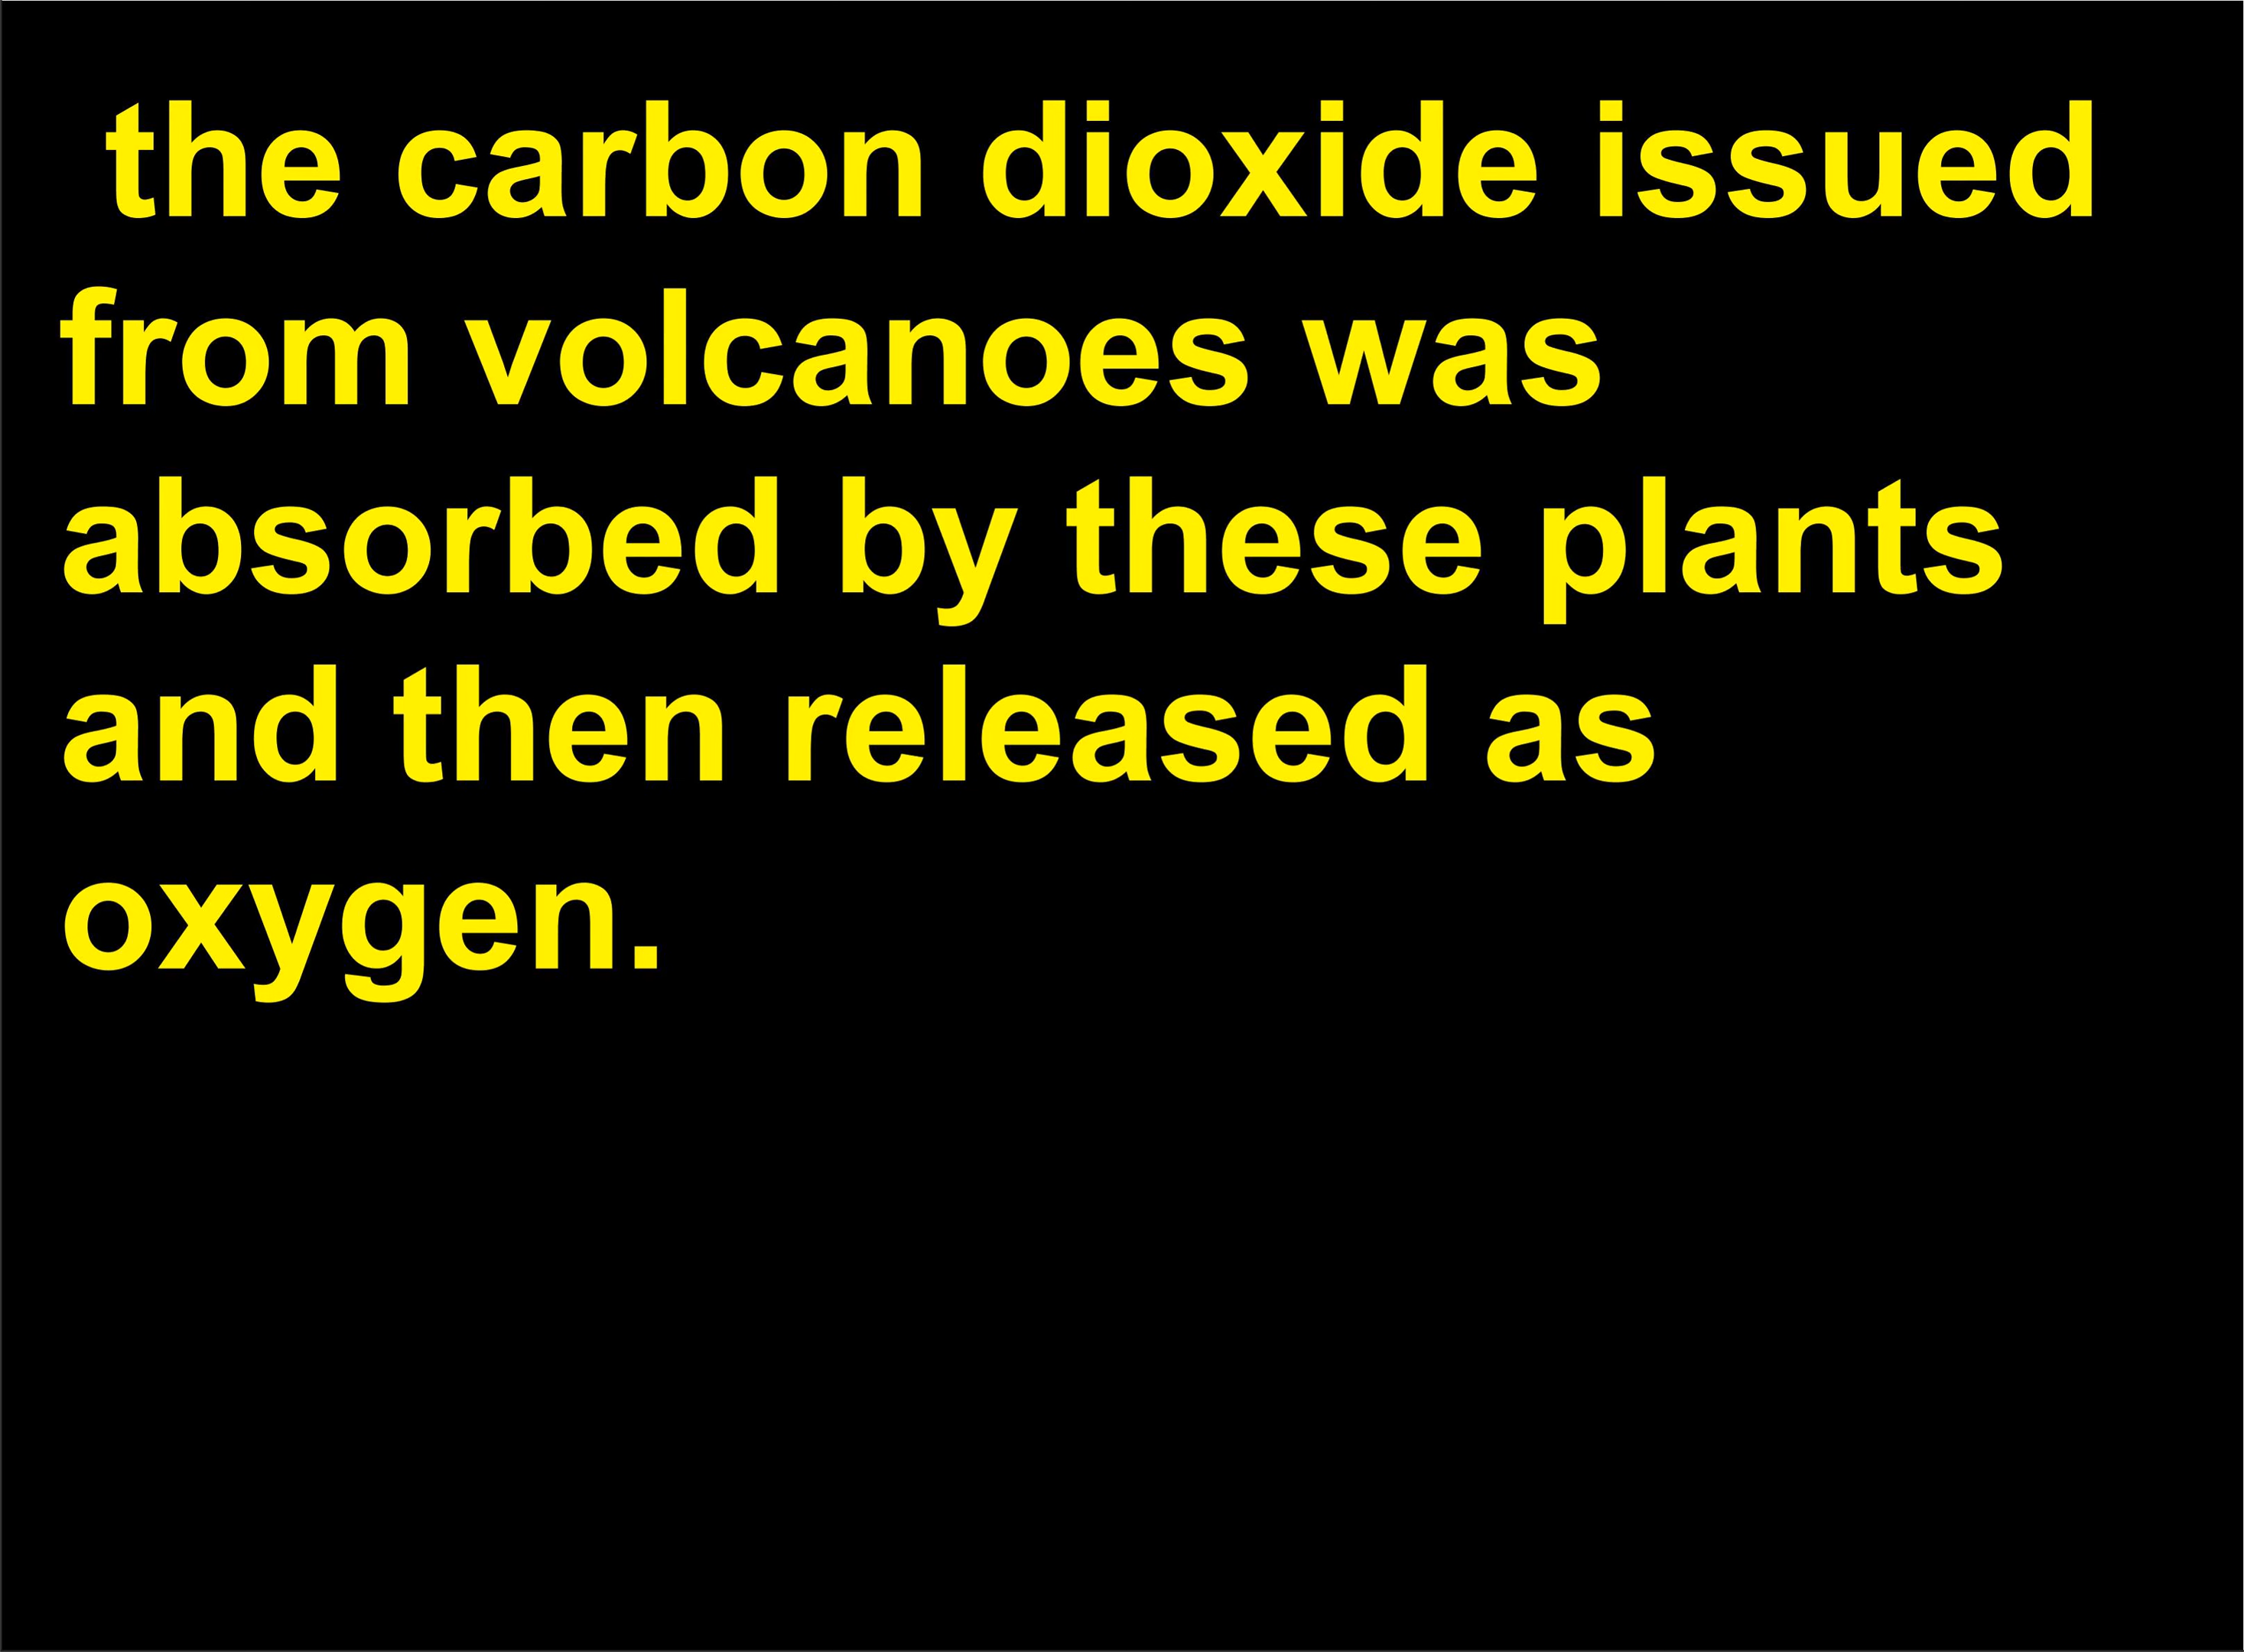 the carbon dioxide issued
from volcanoes was
absorbed by these plants
and then released as
oxygen.